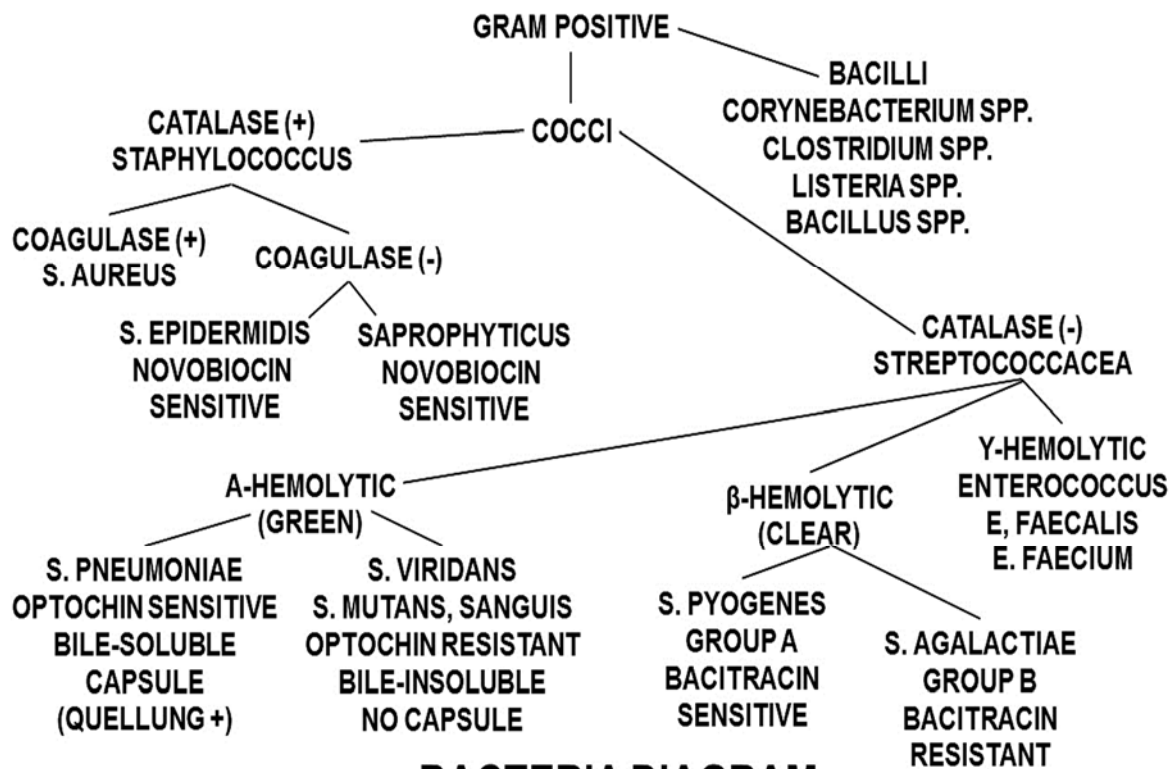 GRAM POSITIVE
BACILLI
CORYNEBACTERIUM SPP.
CLOSTRIDIUM SPP.
LISTERIA SPP.
BACILLUS SPP.
COCCI
CATALASE (+)
STAPHYLOCOCCUS
COAGULASE (+)
S. AUREUS
COAGULASE (-)
S. EPIDERMIDIS
NOVOBIOCIN
SENSITIVE
SAPROPHYTICUS
NOVOBIOCIN
SENSITIVE
CATALASE (-)
STREPTOCOCCACEA
Α-HEMOLYTIC
(GREEN)
S. PNEUMONIAE
OPTOCHIN SENSITIVE
BILE-SOLUBLE
CAPSULE
(QUELLUNG +)
S. VIRIDANS
S. MUTANS, SANGUIS
OPTOCHIN RESISTANT
BILE-INSOLUBLE
NO CAPSULE
β-HEMOLYTIC
(CLEAR)
S. PYOGENES
GROUP A
BACITRACIN
SENSITIVE
S. AGALACTIAE
GROUP B
BACITRACIN
RESISTANT
Y-HEMOLYTIC
ENTEROCOCCUS
E, FAECALIS
E. FAECIUM
BACTERIA DIAGRAM